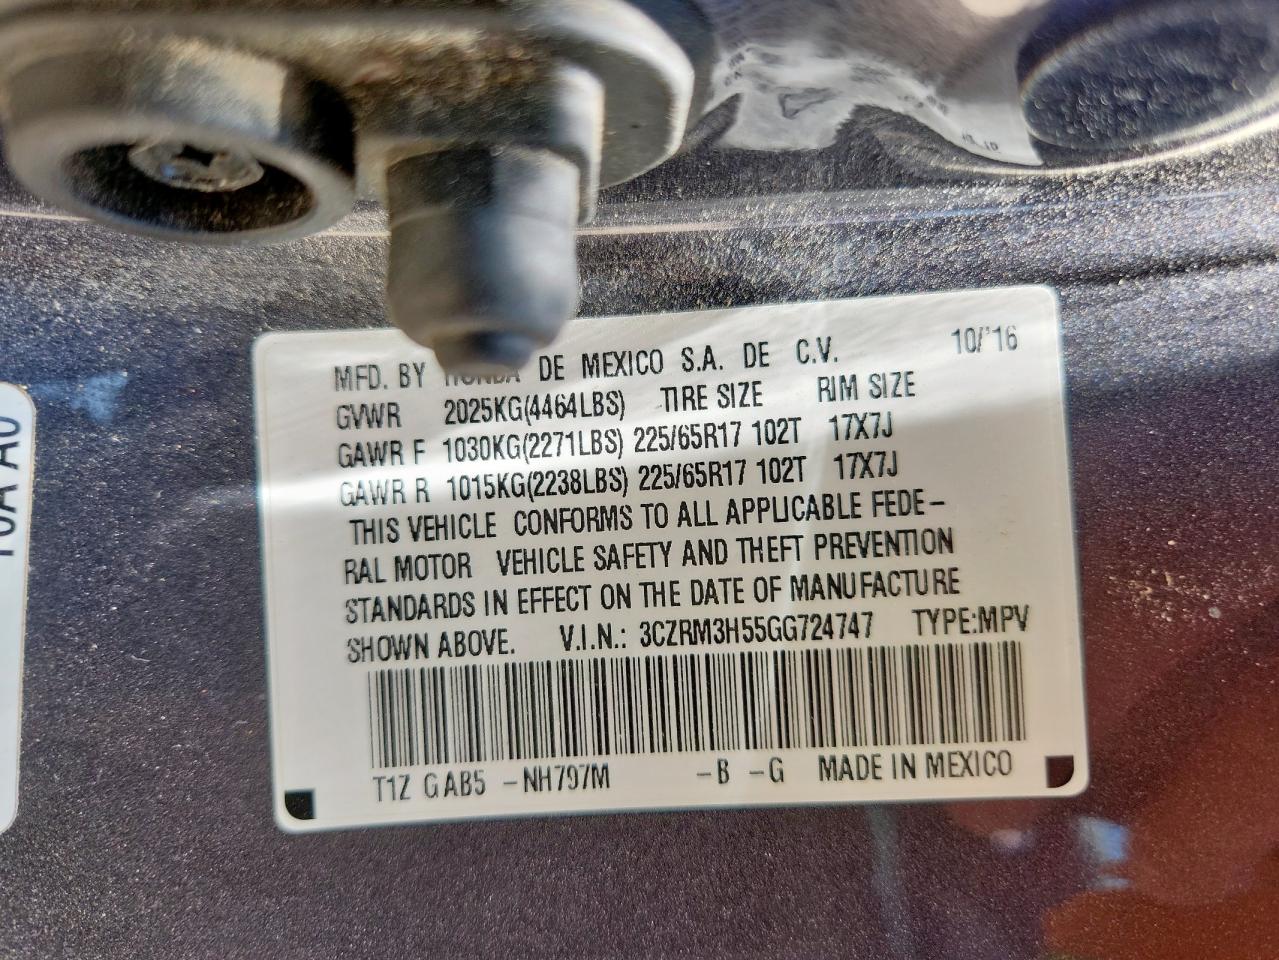 MFD. BY HONDA DE MEXICO S.A. DE C.V. 10/'16
GVWR 2025KG(4464LBS) TIRE SIZE RIM SIZE
GAWR F 1030KG(2271LBS) 225/65R17 102T 17X7J
GAWR R 1015KG(2238LBS) 225/65R17 102T 17X7J
THIS VEHICLE CONFORMS TO ALL APPLICABLE FEDE-
RAL MOTOR VEHICLE SAFETY AND THEFT PREVENTION
STANDARDS IN EFFECT ON THE DATE OF MANUFACTURE
SHOWN ABOVE. V.I.N.: 3CZRM3H55GG724747 TYPE:MPV
T1Z GAB5 -NH797M -B -G MADE IN MEXICO